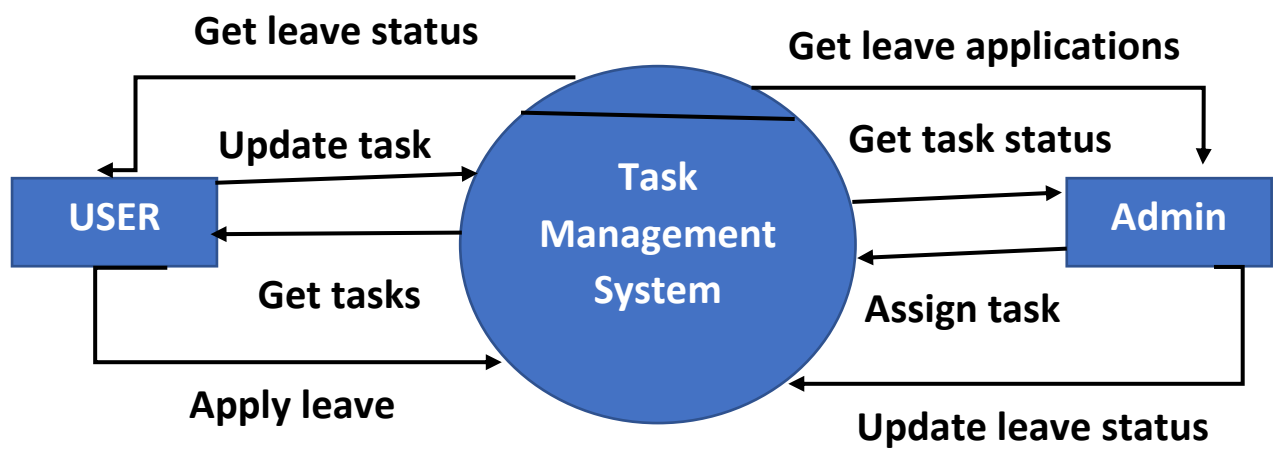 Get leave status
Get leave applications
Update task
Get task status
USER
Task
Management
System
Admin
Get tasks
Assign task
Apply leave
Update leave status